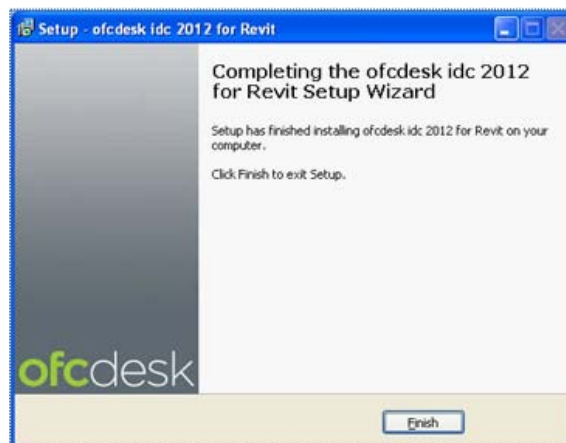 Setup - ofcdesk idc 2012 for Revit
Completing the ofcdesk idc 2012
for Revit Setup Wizard
Setup has finished installing ofcdesk idc 2012 for Revit on your
computer.
Click Finish to exit Setup.
ofcdesk
Finish